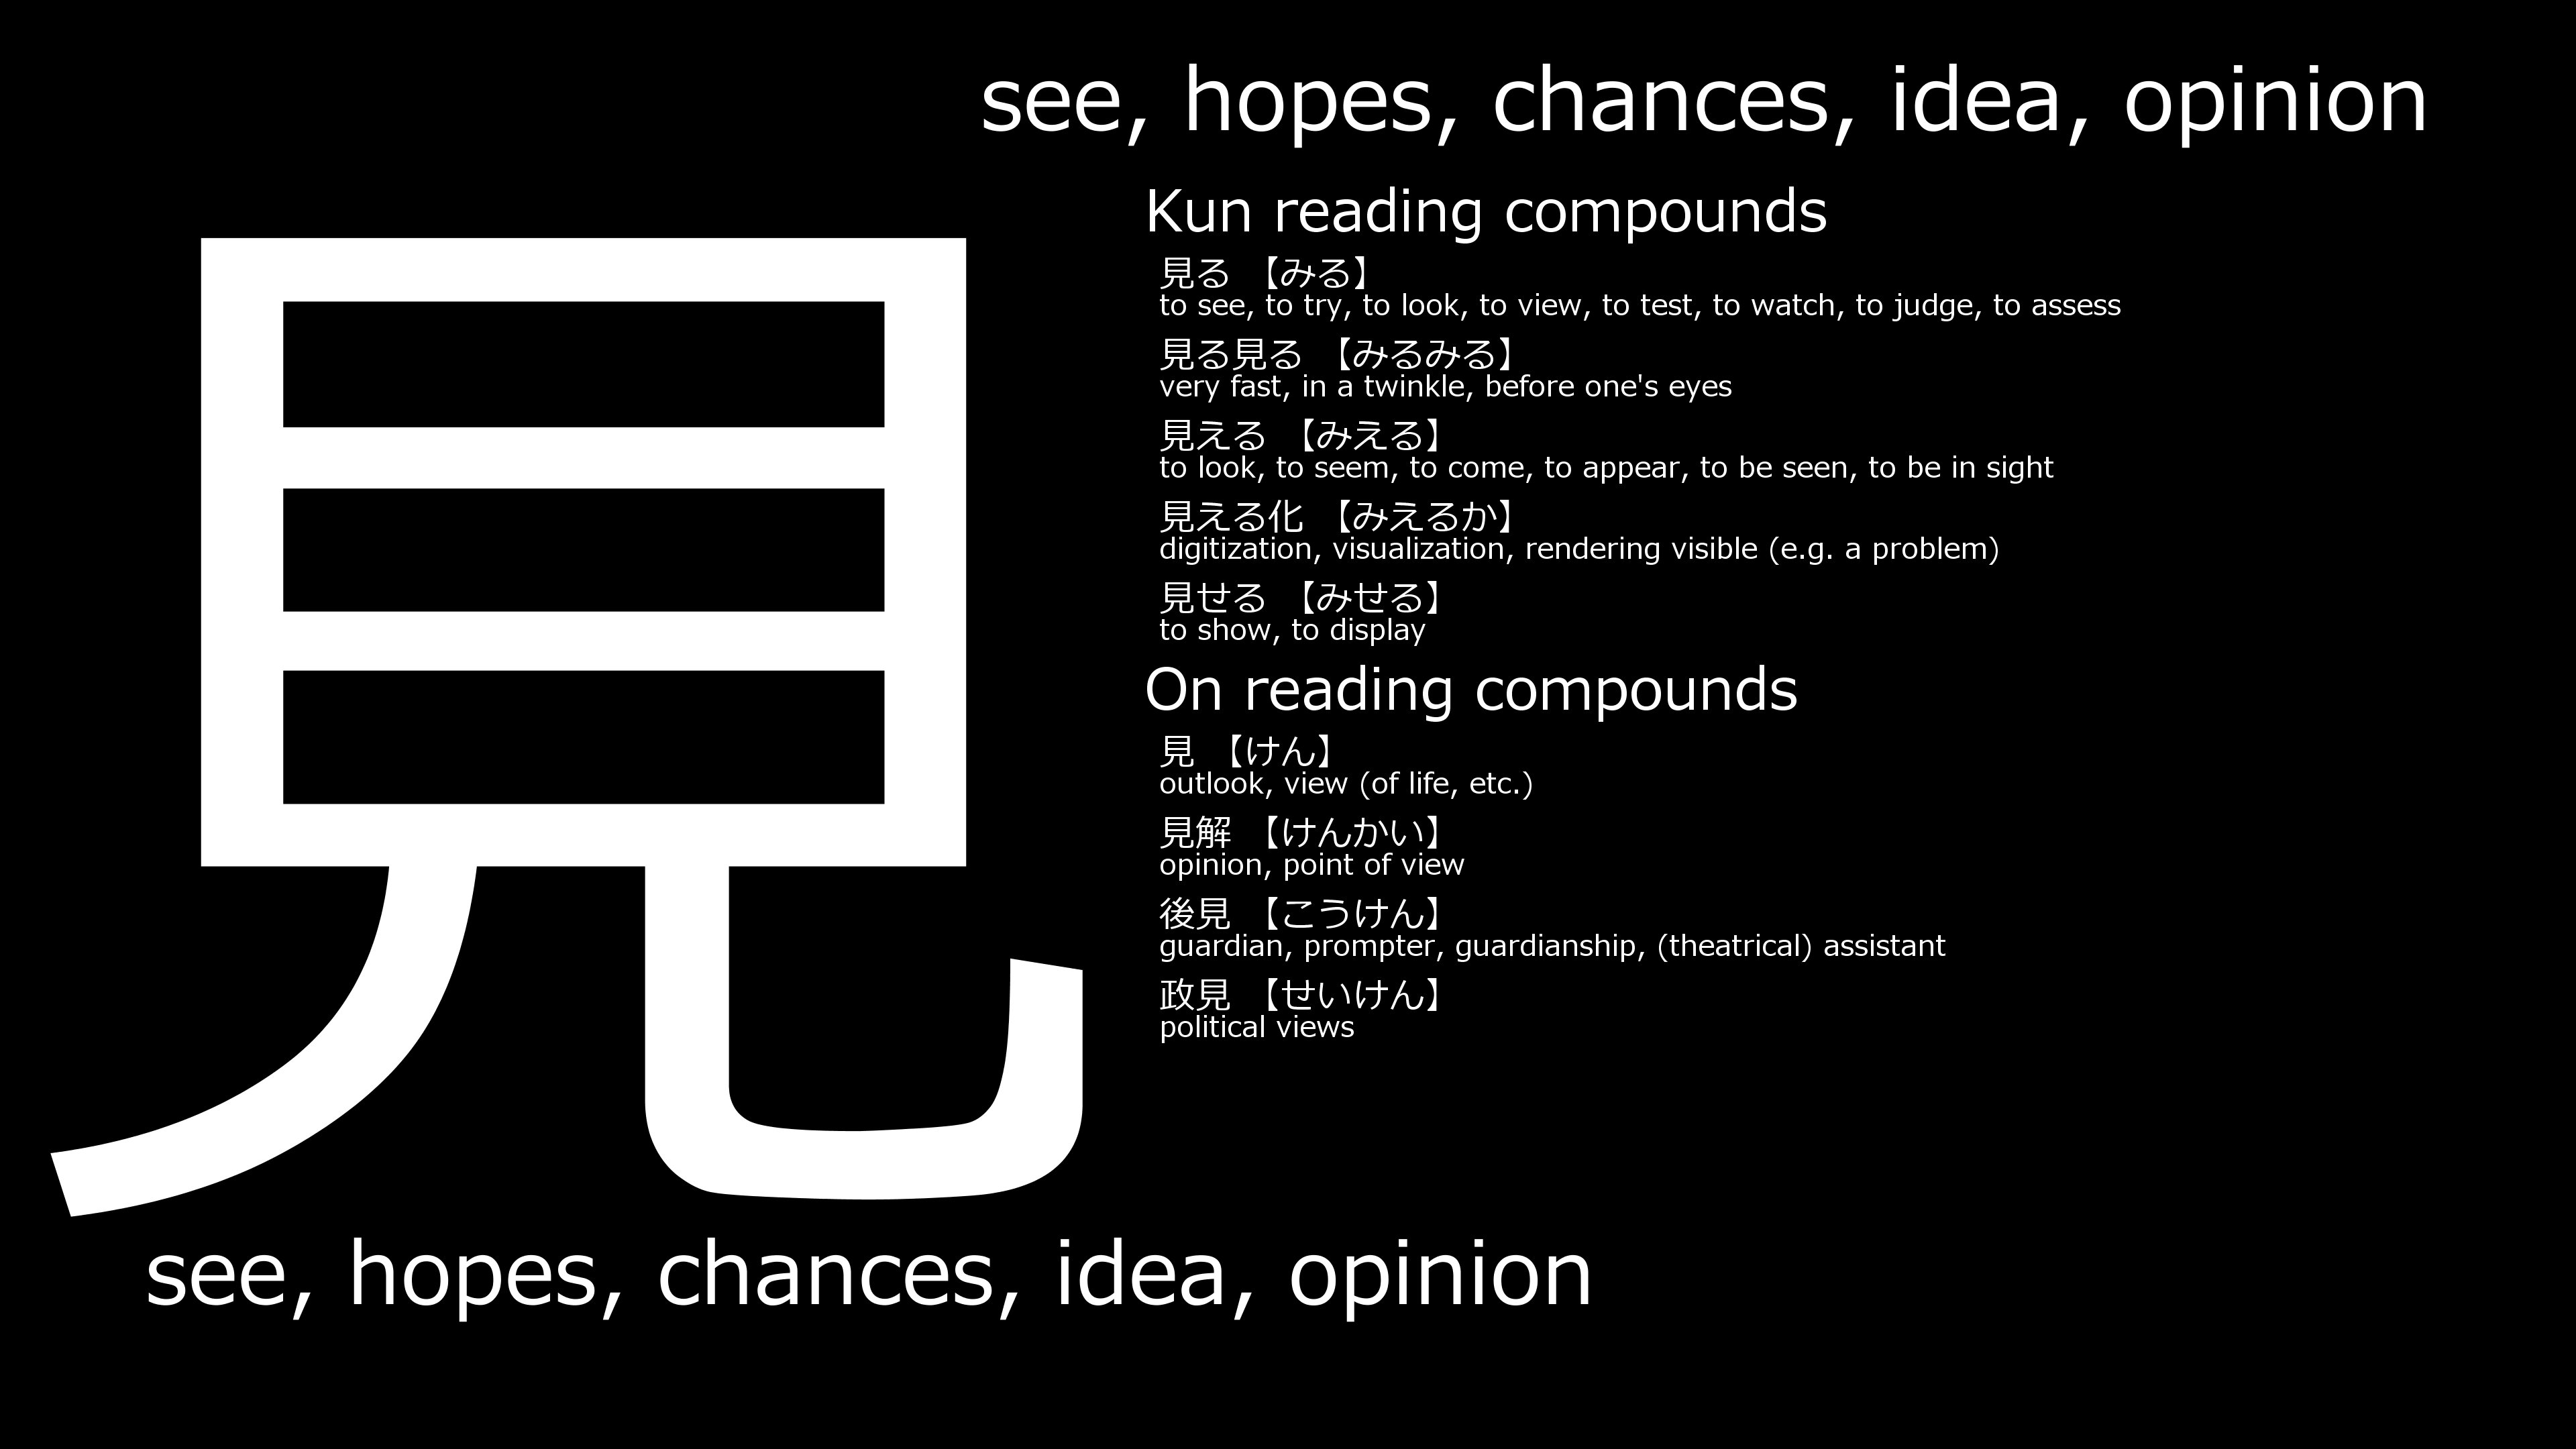 see, hopes, chances, idea, opinion
見
Kun reading compounds
見る 【みる】
to see, to try, to look, to view, to test, to watch, to judge, to assess
見る見る 【みるみる】
very fast, in a twinkle, before one's eyes
見える 【みえる】
to look, to seem, to come, to appear, to be seen, to be in sight
見える化 【みえるか】
digitization, visualization, rendering visible (e.g. a problem)
見せる 【みせる】
to show, to display
On reading compounds
見 【けん】
outlook, view (of life, etc.)
見解 【けんかい】
opinion, point of view
後見 【こうけん】
guardian, prompter, guardianship, (theatrical) assistant
政見 【せいけん】
political views
see, hopes, chances, idea, opinion